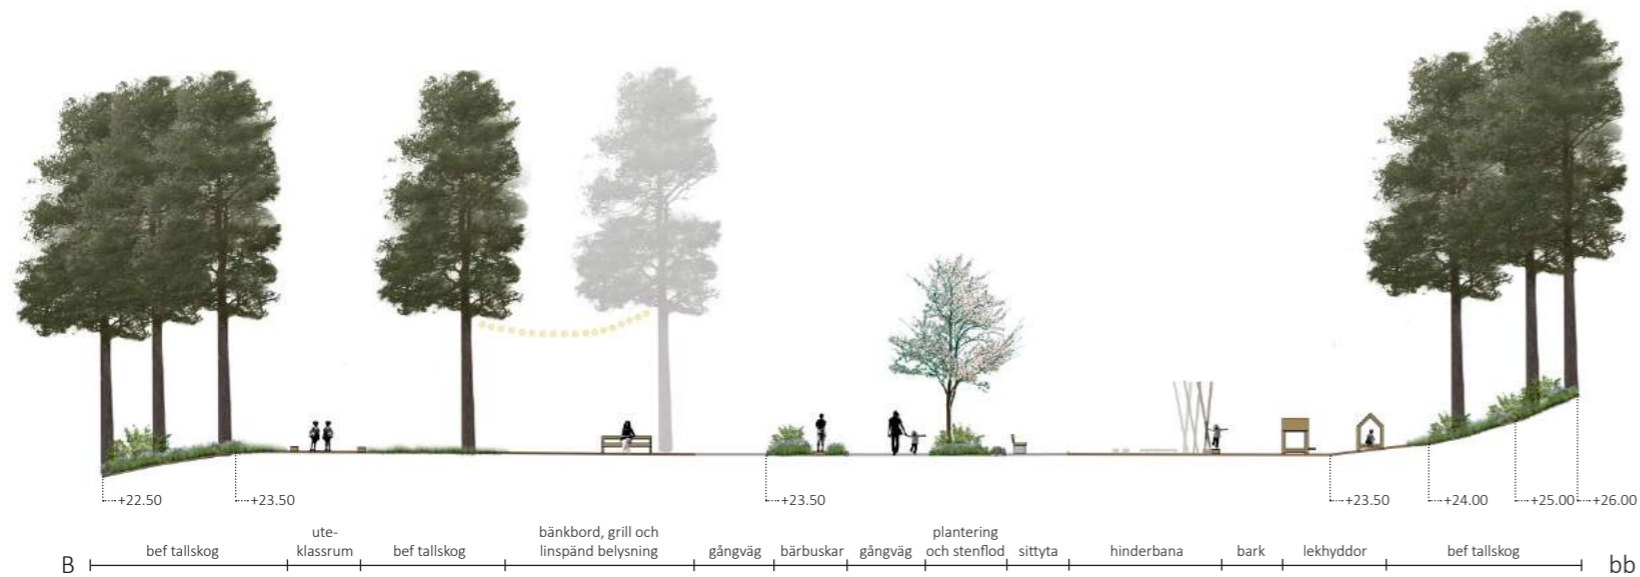 +22.50
+23.50
+23.50
+23.50
+24.00
+25.00
+26.00
B
bef tallskog
ute-
klassrum
bef tallskog
bänkbord, grill och
linspänd belysning
gångväg
bärbuskar
gångväg
plantering
och stenflod
sittyta
hinderbana
bark
lekhyddor
bef tallskog
bb